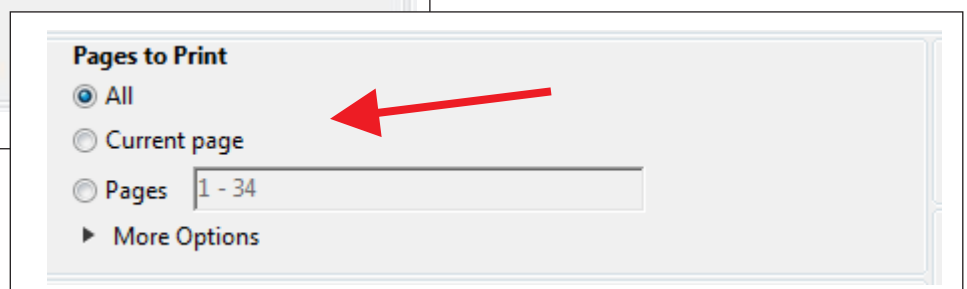 Pages to Print
All
Current page
Pages 1 - 34
More Options